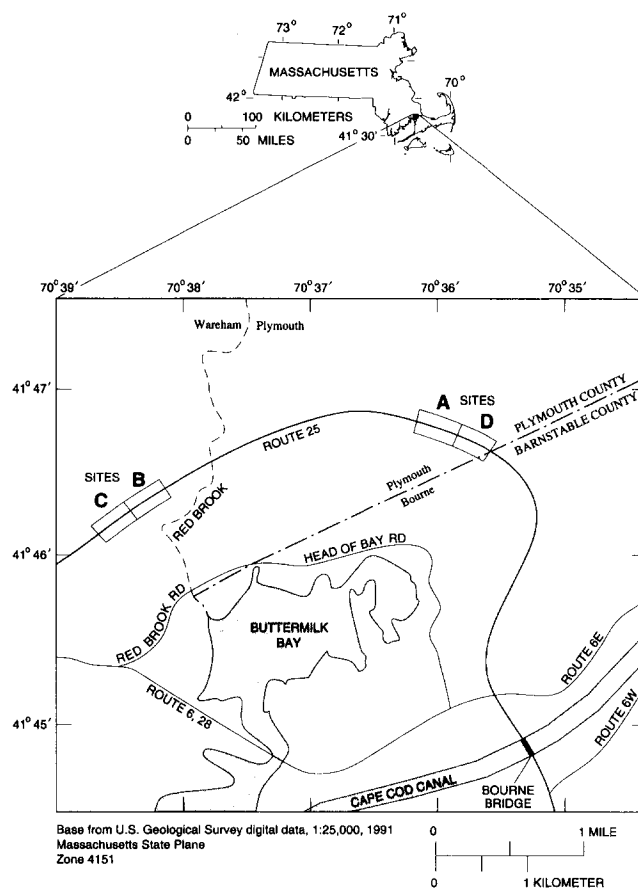 73° 72° 71°
MASSACHUSETTS
70°
42°
0 100 KILOMETERS
0 50 MILES
41° 30'
70° 39' 70° 38' 70° 37' 70° 36' 70° 35'
Wareham Plymouth
41° 47'
A SITES
D
PLYMOUTH COUNTY
BARNSTABLE COUNTY
ROUTE 25
SITES B
C
Plymouth
Bourne
RED BROOK
41° 46'
HEAD OF BAY RD
RED BROOK RD
BUTTERMILK
BAY
ROUTE 6E
ROUTE 6, 28
ROUTE 6W
41° 45'
CAPE COD CANAL
BOURNE
BRIDGE
Base from U.S. Geological Survey digital data, 1:25,000, 1991
Massachusetts State Plane
Zone 4151
0 1 MILE
0 1 KILOMETER